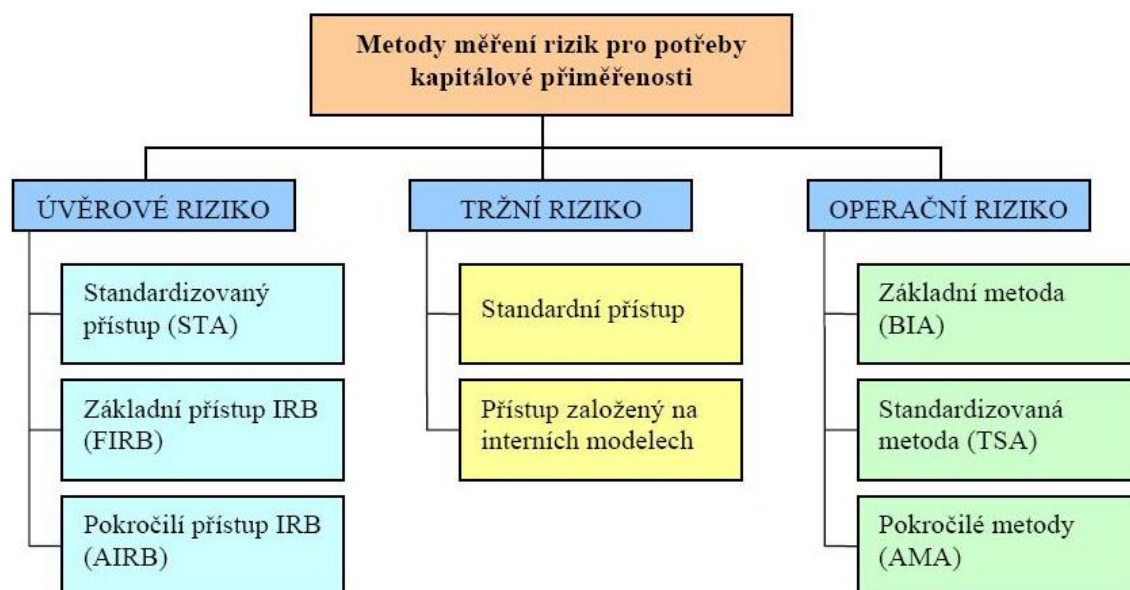 Metody měření rizik pro potřeby
kapitálové přiměřenosti
ÚVĚROVÉ RIZIKO
Standardizovaný
přístup (STA)
Základní přístup IRB
(FIRB)
Pokročilí přístup IRB
(AIRB)
TRŽNÍ RIZIKO
Standardní přístup
Přístup založený na
interních modelech
OPERAČNÍ RIZIKO
Základní metoda
(BIA)
Standardizovaná
metoda (TSA)
Pokročilé metody
(AMA)